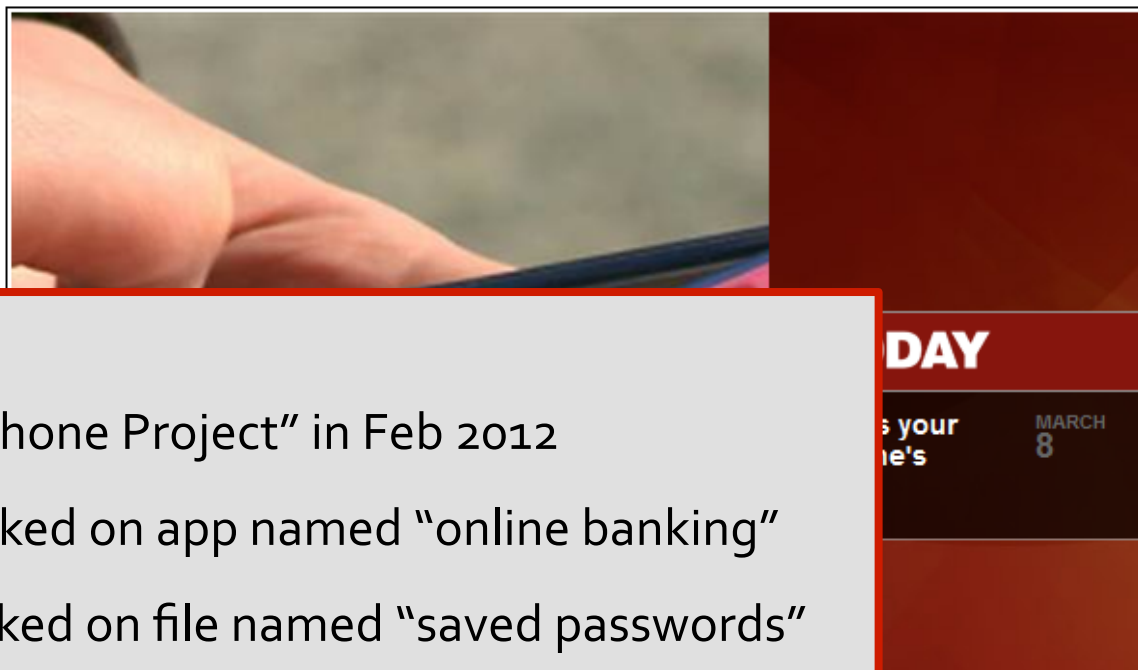 DAY
s your
MARCH
8
ne's
hone Project” in Feb 2012
ked on app named “online banking”
ked on file named “saved passwords”